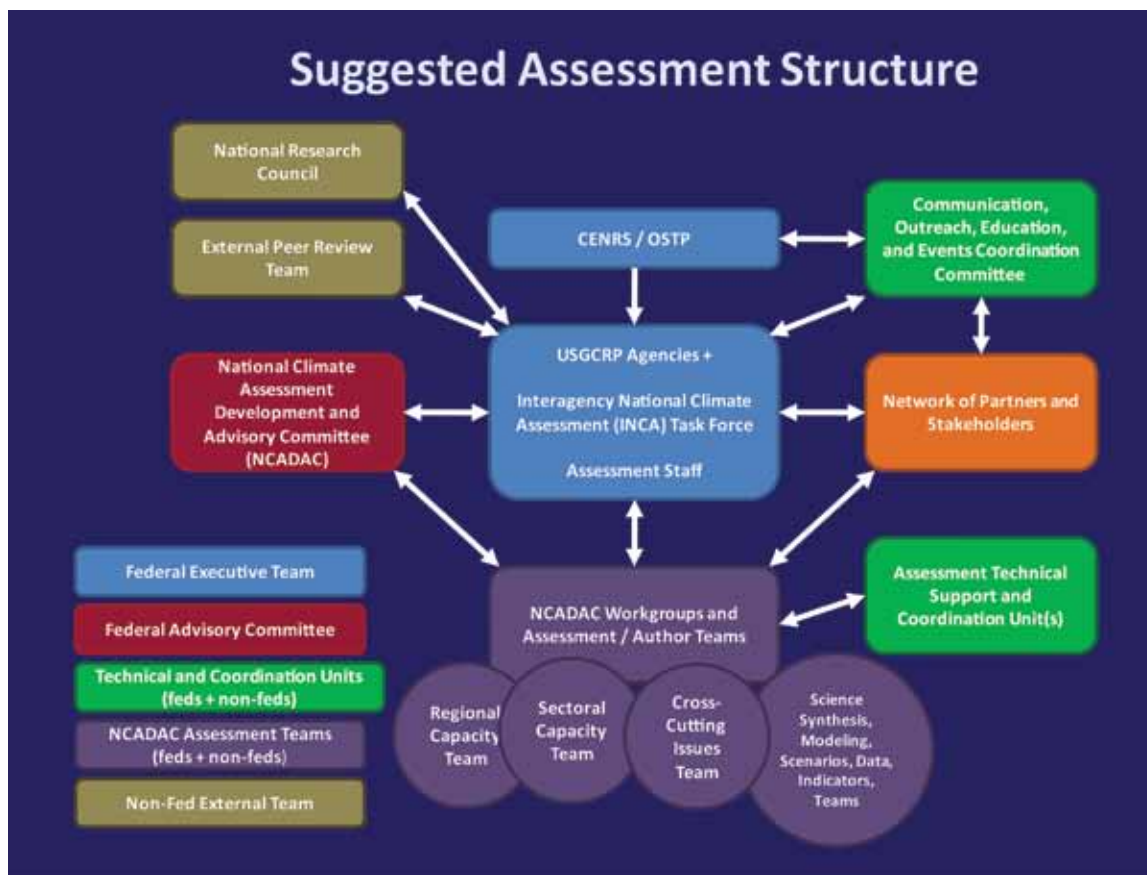 Suggested Assessment Structure
National Research
Council
External Peer Review
Team
CENRS / OSTP
Communication,
Outreach, Education,
and Events Coordination
Committee
National Climate
Assessment
Development and
Advisory Committee
(NCADAC)
USGCRP Agencies +
Interagency National Climate
Assessment (INCA) Task Force
Assessment Staff
Network of Partners and
Stakeholders
Federal Executive Team
Federal Advisory Committee
Technical and Coordination Units
(feds + non-feds)
NCADAC Assessment Teams
(feds + non-feds)
Non-Fed External Team
NCADAC Workgroups and
Assessment / Author Teams
Assessment Technical
Support and
Coordination Unit(s)
Regional
Capacity
Team
Sectoral
Capacity
Team
Cross-
Cutting
Issues
Team
Science
Synthesis,
Modeling,
Scenarios, Data,
Indicators,
Teams